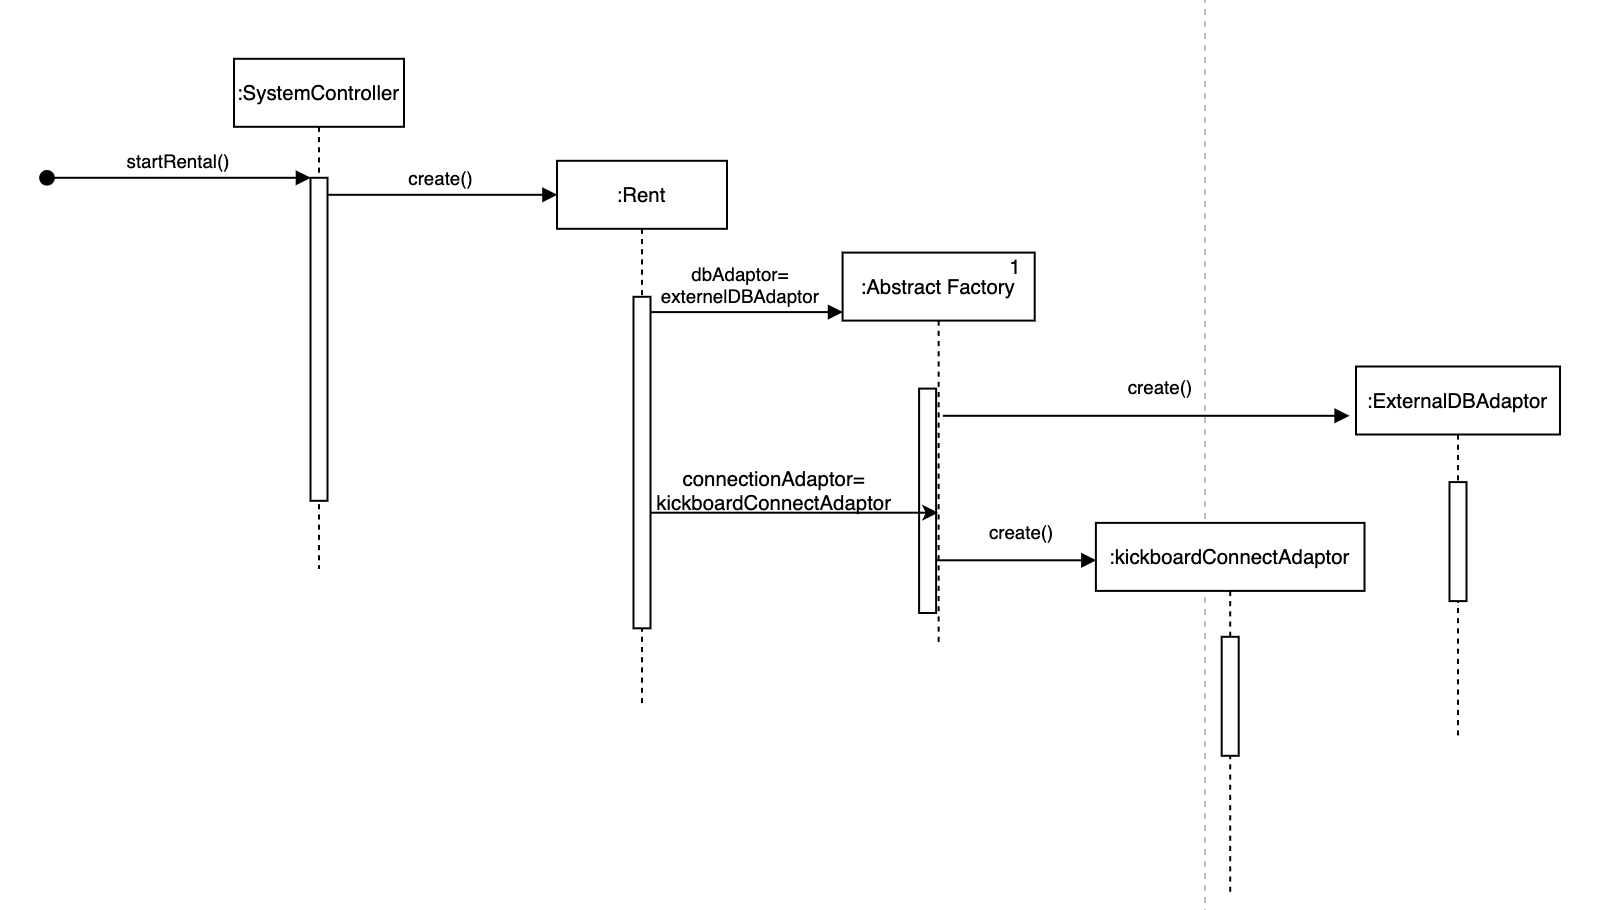 :SystemController
startRental()
create()
:Rent
1
:Abstract Factory
dbAdaptor=
externelDBAdaptor
create()
:ExternalDBAdaptor
connectionAdaptor=
kickboardConnectAdaptor
create()
:kickboardConnectAdaptor